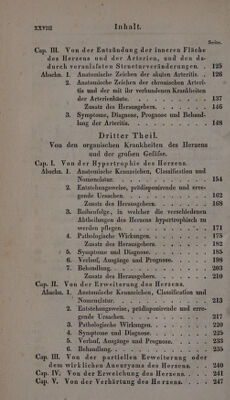 XXVIII Inhalt.
Seite.
Cap. III. Von der Entzündung der inneren Fläche
des Herzens und der Arterien, und den da-
durch veranlafsten Structurveränderungen. . 125
Abschn. 1. Anatomische Zeichen der akuten Arteritis. . 126
2. Anatomische Zeichen der chronischen Arteri-
tis und der mit ihr verbundenen Krankheiten
der Arterienhäute. . . . . . . . . 137
Zusatz des Herausgebers . . . . . . 146
3. Symptome, Diagnose, Prognose und Behand-
lung der Arteritis. . . . . . . . . 148
Dritter Theil.
Von den organischen Krankheiten des Herzens
und der grofsen Gefäfse.
Cap. I. Von der Hypertrophie des Herzens.
Abschn. 1. Anatomische Kennzeichen, Classification und
Nomenclatur. . . . . . . . . . 154
2. Entstehungsweise, prädisponirende und erre-
gende Ursachen. . . . . . . . . 162
Zusatz des Herausgebers. . . . . . 168
3. Reihenfolge, in welcher die verschiedenen
Abtheilungen des Herzens hypertrophisch zu
werden pflegen. . . . . . . . . 171
4. Pathologische Wirkungen. . . . . . 175
Zusatz des Herausgebers. . . . . . 182
5. Symptome und Diagnose. . . . . . 185
6. Verlauf, Ausgänge und Prognose. . . . 198
7. Behandlung. . . . . . . . . . 203
Zusatz des Herausgebers. . . . . . 210
Cap. II. Von der Erweiterung des Herzens.
Abschn. 1. Anatomische Kennzeichen, Classification und
Nomenclatur. . . . . . . . . . 213
2. Entstehungsweise, prädisponirende und erre-
gende Ursachen. . . . . . . . . 217
3. Pathologische Wirkungen. . . . . . 220
4. Symptome und Diagnose. . . . . . 225
5. Verlauf, Ausgänge und Prognose. . . . 233
6. Behandlung. . . . . . . . . . 235
Cap. III. Von der partiellen Erweiterung oder
dem wirklichen Aneurysma des Herzens. . . 240
Cap. IV. Von der Erweichung des Herzens. . . . 241
Cap. V. Von der Verhärtung des Herzens. . . . 247